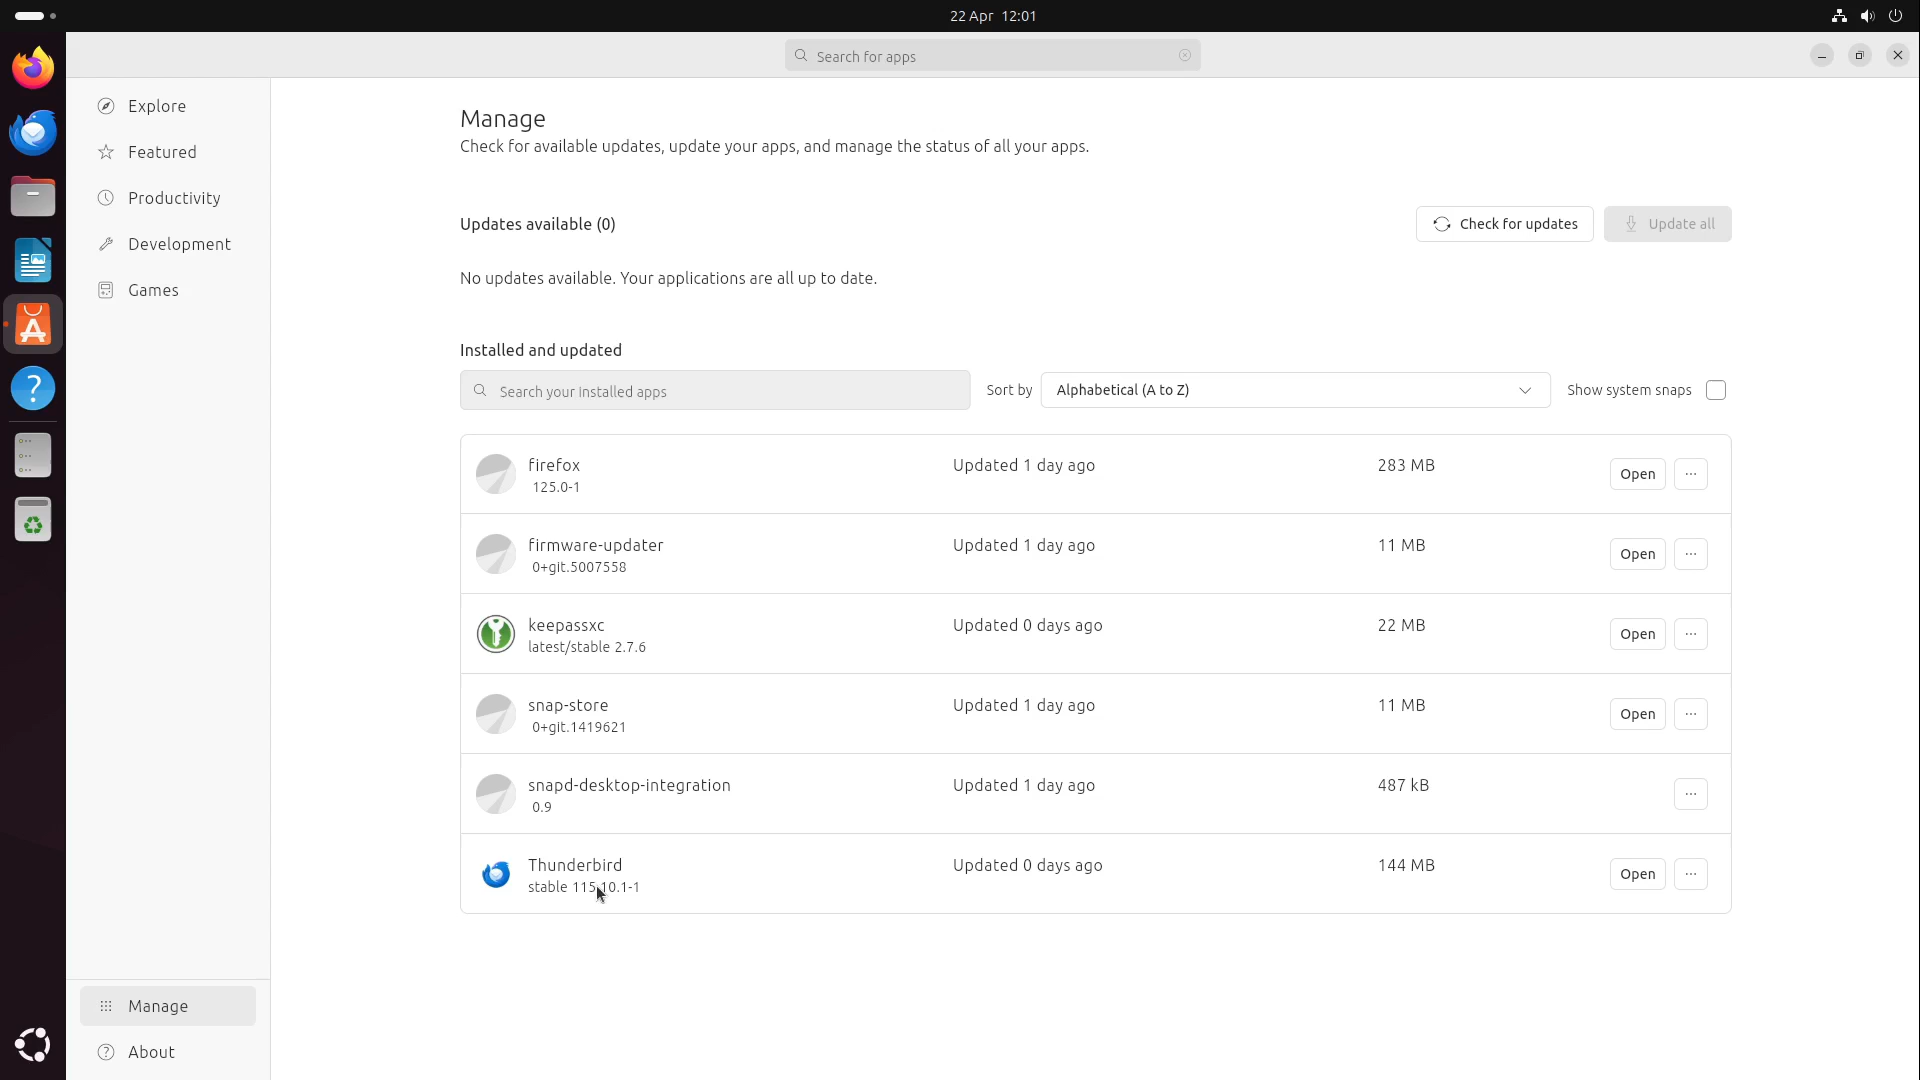 22 Apr 12:01
Search for apps
Explore
Featured
Productivity
Development
Games
Manage
About
Manage
Check for available updates, update your apps, and manage the status of all your apps.
Updates available (0)
Check for updates
Update all
No updates available. Your applications are all up to date.
Installed and updated
Search your installed apps
Sort by
Alphabetical (A to Z)
Show system snaps
firefox
125.0-1
Updated 1 day ago
283 MB
Open
firmware-updater
0+git.5007558
Updated 1 day ago
11 MB
Open
keepassxc
latest/stable 2.7.6
Updated 0 days ago
22 MB
Open
snap-store
0+git.1419621
Updated 1 day ago
11 MB
Open
snapd-desktop-integration
0.9
Updated 1 day ago
487 kB
Thunderbird
stable 115.10.1-1
Updated 0 days ago
144 MB
Open